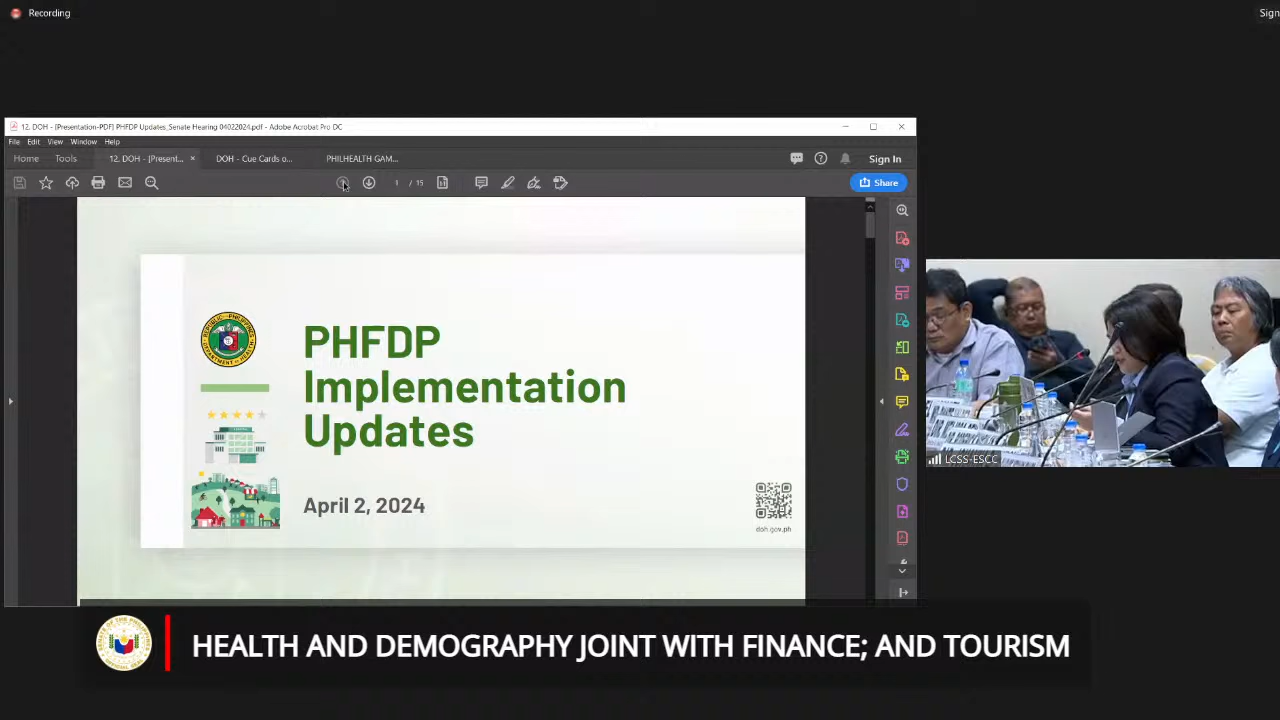 Recording
Sign
12. DOH - [Presentation-PDF] PHFDP Updates_Senate Hearing 04022024.pdf - Adobe Acrobat Pro DC
File Edit View Window Help
Home Tools 12. DOH - [Present... × DOH - Cue Cards o... PHILHEALTH GAM... Sign In
1 / 15 Share
PHFDP
Implementation
Updates
April 2, 2024
doh.gov.ph
LCSS-ESCC
HEALTH AND DEMOGRAPHY JOINT WITH FINANCE; AND TOURISM